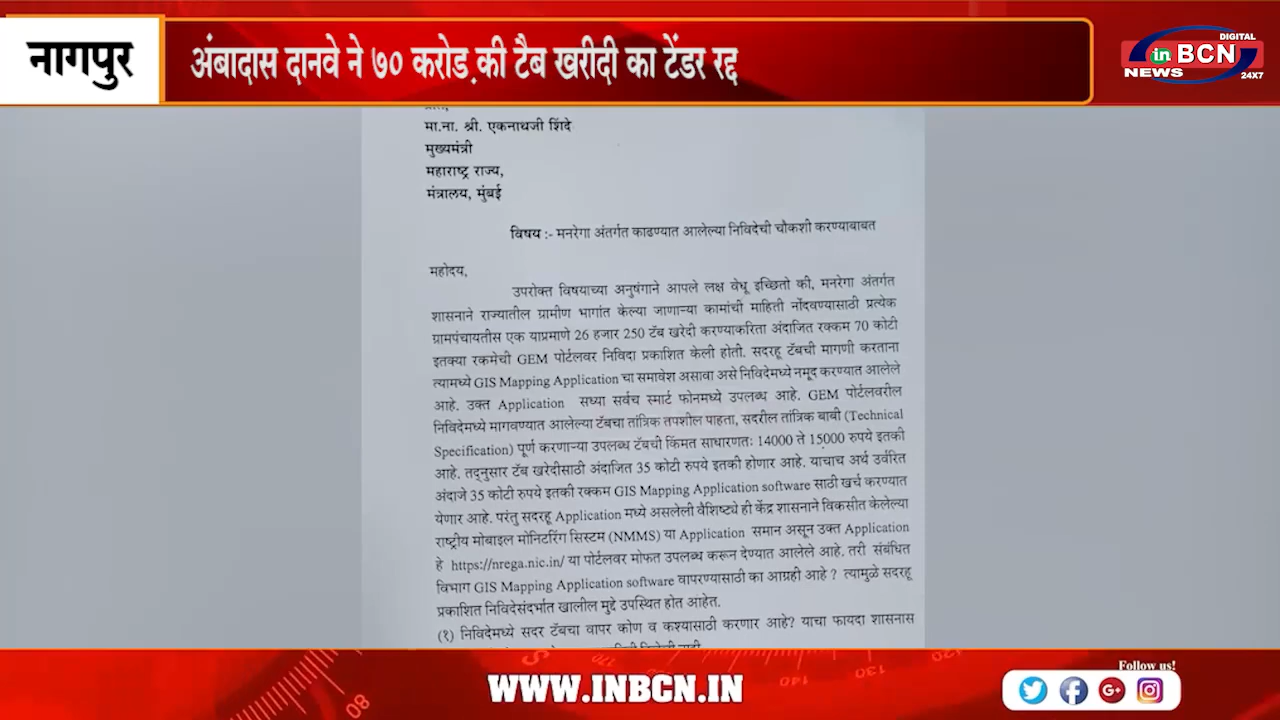 नागपुर
अंबादास दानवे ने ७० करोड़ की टैब खरीदी का टेंडर रद्द
DIGITAL
in BCN
NEWS 24X7
मा.ना. श्री. एकनाथजी शिंदे
मुख्यमंत्री
महाराष्ट्र राज्य,
मंत्रालय, मुंबई
विषय :- मनरेगा अंतर्गत काढण्यात आलेल्या निविदेची चौकशी करण्याबाबत
महोदय,
उपरोक्त विषयाच्या अनुषंगाने आपले लक्ष वेधू इच्छितो की, मनरेगा अंतर्गत
शासनाने राज्यातील ग्रामीण भागांत केल्या जाणाऱ्या कामांची माहिती नोंदवण्यासाठी प्रत्येक
ग्रामपंचायतीस एक याप्रमाणे 26 हजार 250 टॅब खरेदी करण्याकरिता अंदाजित रक्कम 70 कोटी
इतक्या रकमेची GEM पोर्टलवर निविदा प्रकाशित केली होती. सदरहू टॅबची मागणी करताना
त्यामध्ये GIS Mapping Application चा समावेश असावा असे निविदेमध्ये नमूद करण्यात आलेले
आहे. उक्त Application सध्या सर्वच स्मार्ट फोनमध्ये उपलब्ध आहे. GEM पोर्टलवरील
निविदेमध्ये मागवण्यात आलेल्या टॅबचा तांत्रिक तपशील पाहता, सदरील तांत्रिक बाबी (Technical
Specification) पूर्ण करणाऱ्या उपलब्ध टॅबची किंमत साधारणतः 14000 ते 15000 रुपये इतकी
आहे. तद्नुसार टॅब खरेदीसाठी अंदाजित 35 कोटी रुपये इतकी होणार आहे. याचाच अर्थ उर्वरित
अंदाजे 35 कोटी रुपये इतकी रक्कम GIS Mapping Application software साठी खर्च करण्यात
येणार आहे. परंतु सदरहू Application मध्ये असलेली वैशिष्ट्ये ही केंद्र शासनाने विकसीत केलेल्या
राष्ट्रीय मोबाइल मोनिटरिंग सिस्टम (NMMS) या Application समान असून उक्त Application
हे https://nrega.nic.in/ या पोर्टलवर मोफत उपलब्ध करून देण्यात आलेले आहे. तरी संबंधित
विभाग GIS Mapping Application software वापरण्यासाठी का आग्रही आहे ? त्यामुळे सदरहू
प्रकाशित निविदेसंदर्भात खालील मुद्दे उपस्थित होत आहेत.
(१) निविदेमध्ये सदर टॅबचा वापर कोण व कश्यासाठी करणार आहे? याचा फायदा शासनास
WWW.INBCN.IN
Follow us!